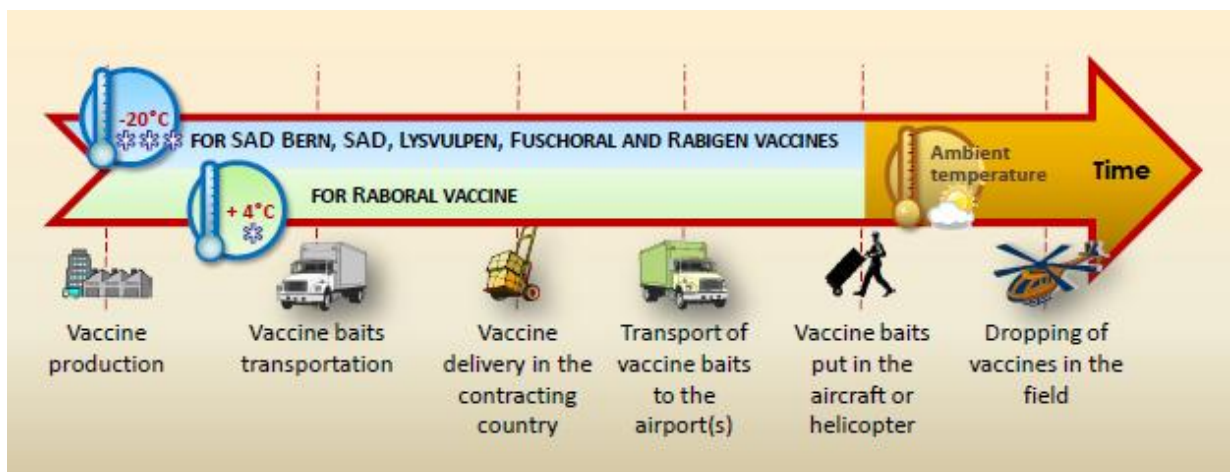 -20°C
FOR SAD BERN, SAD, LYSVULPEN, FUSCHORAL AND RABIGEN VACCINES
Ambient
temperature
Time
FOR RABORAL VACCINE
+ 4°C
Vaccine
production
Vaccine baits
transportation
Vaccine
delivery in the
contracting
country
Transport of
vaccine baits
to the
airport(s)
Vaccine baits
put in the
aircraft or
helicopter
Dropping of
vaccines in the
field